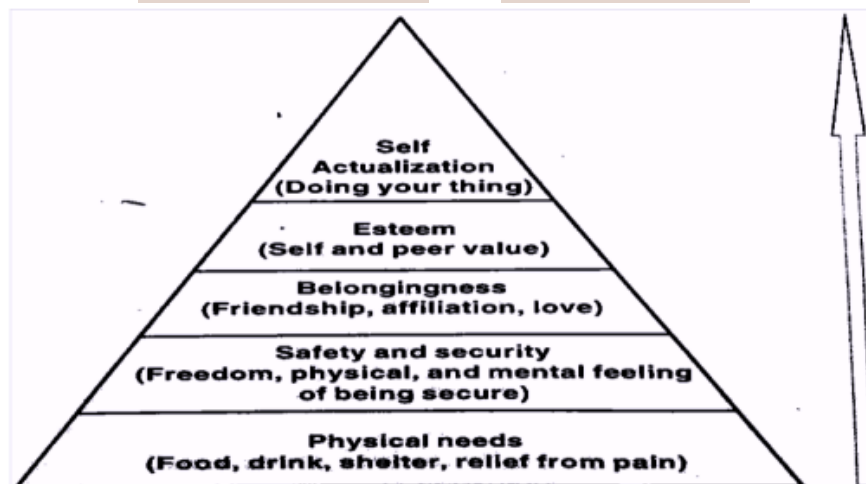 Self
Actualization
(Doing your thing)
Esteem
(Self and peer value)
Belongingness
(Friendship, affiliation, love)
Safety and security
(Freedom, physical, and mental feeling
of being secure)
Physical needs
(Food, drink, shelter, relief from pain)